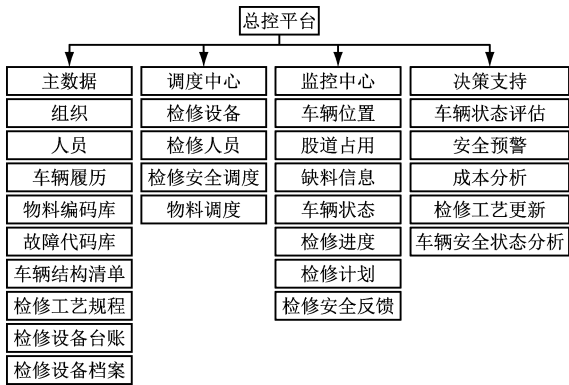 总控平台
主数据
组织
人员
车辆履历
物料编码库
故障代码库
车辆结构清单
检修工艺规程
检修设备台账
检修设备档案
调度中心
检修设备
检修人员
检修安全调度
物料调度
监控中心
车辆位置
股道占用
缺料信息
车辆状态
检修进度
检修计划
检修安全反馈
决策支持
车辆状态评估
安全预警
成本分析
检修工艺更新
车辆安全状态分析